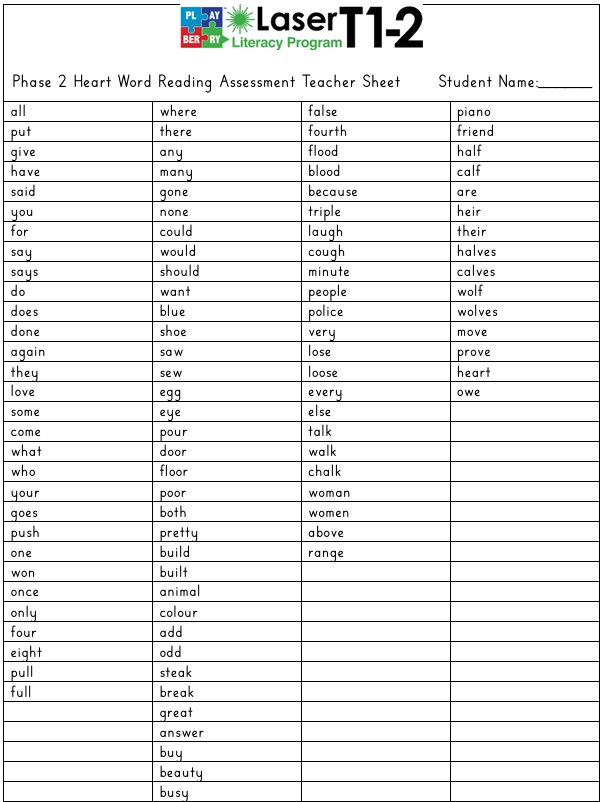 PL AY BER RY Laser Literacy Program T1-2
Phase 2 Heart Word Reading Assessment Teacher Sheet Student Name:______
all where false piano
put there fourth friend
give any flood half
have many blood calf
said gone because are
you none triple heir
for could laugh their
say would cough halves
says should minute calves
do want people wolf
does blue police wolves
done shoe very move
again saw lose prove
they sew loose heart
love egg every owe
some eye else
come pour talk
what door walk
who floor chalk
your poor woman
goes both women
push pretty above
one build range
won built
once animal
only colour
four add
eight odd
pull steak
full break
great
answer
buy
beauty
busy